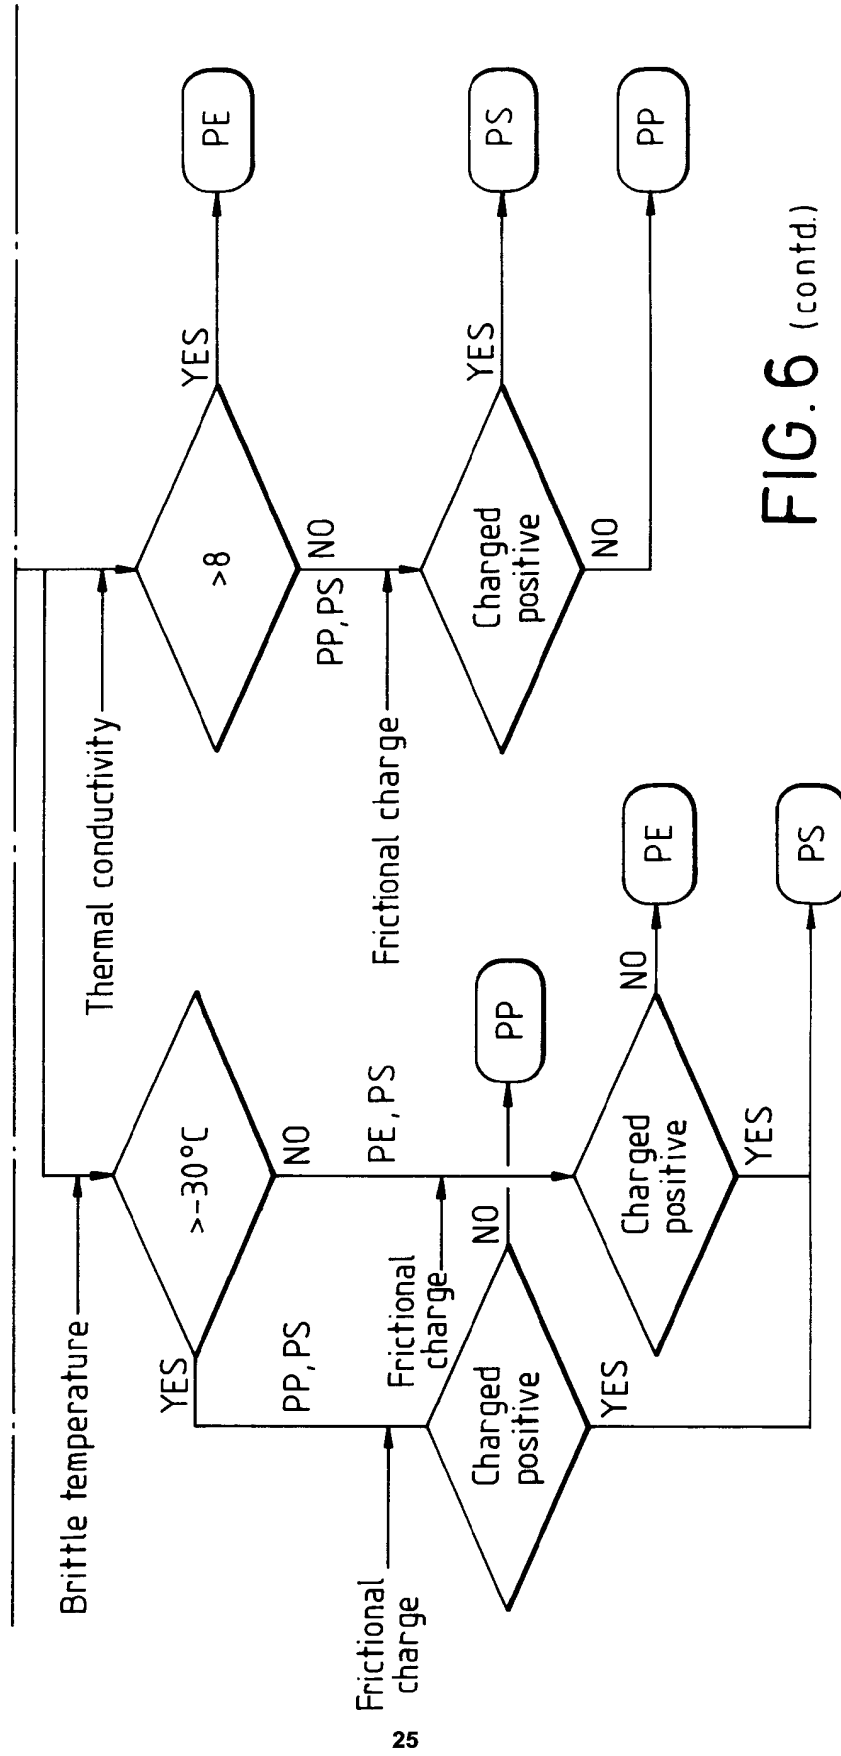 Brittle temperature
Thermal conductivity
>-30°C
>8
YES
NO
YES
NO
PE
PP,PS
PE,PS
PP,PS
Frictional
charge
Frictional
charge
Frictional charge
Charged
positive
NO
PP
YES
Charged
positive
NO
PE
YES
PS
Charged
positive
YES
PS
NO
PP
FIG.6 (contd.)
25